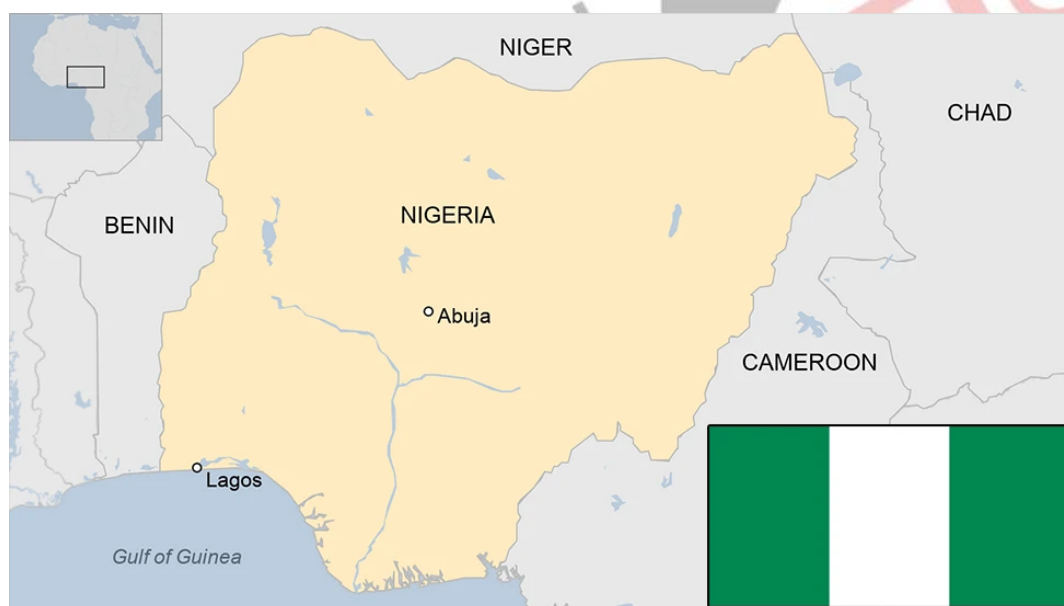 NIGER
CHAD
BENIN
NIGERIA
Abuja
CAMEROON
Lagos
Gulf of Guinea